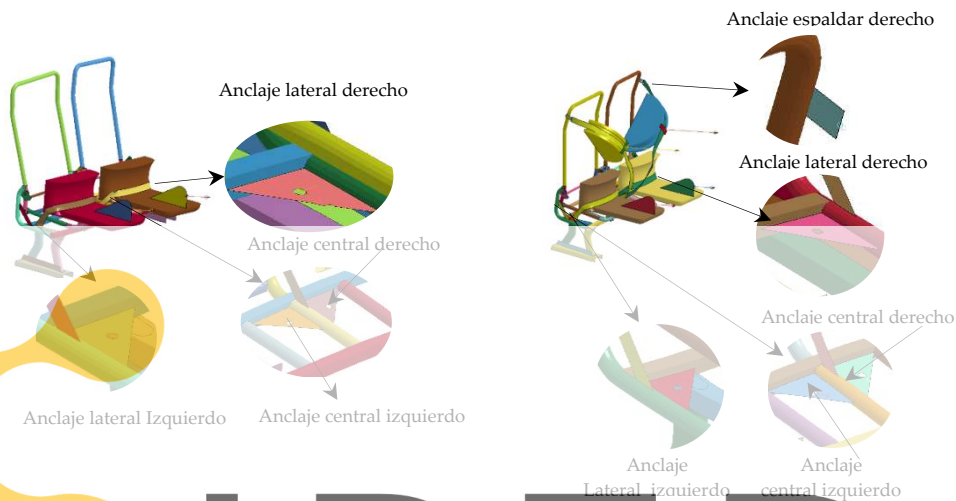 Anclaje espaldar derecho
Anclaje lateral derecho
Anclaje lateral derecho
Anclaje central derecho
Anclaje central derecho
Anclaje lateral Izquierdo
Anclaje central izquierdo
Anclaje
Lateral izquierdo
Anclaje
central izquierdo